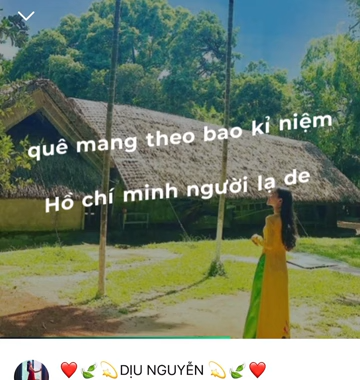 quê mang theo bao kỉ niệm
Hồ chí minh người lạ de
❤️🌿💫DỊU NGUYỄN 💫🌿❤️